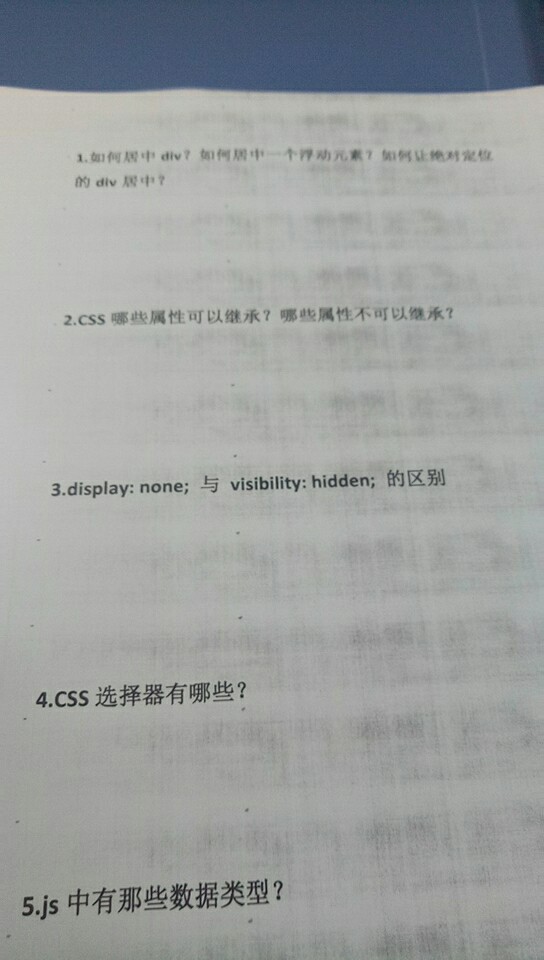 1.如何居中 div？如何居中一个浮动元素？如何让绝对定位
的 div 居中？
2.CSS 哪些属性可以继承？哪些属性不可以继承？
3.display: none; 与 visibility: hidden; 的区别
4.CSS 选择器有哪些？
5.js 中有那些数据类型？